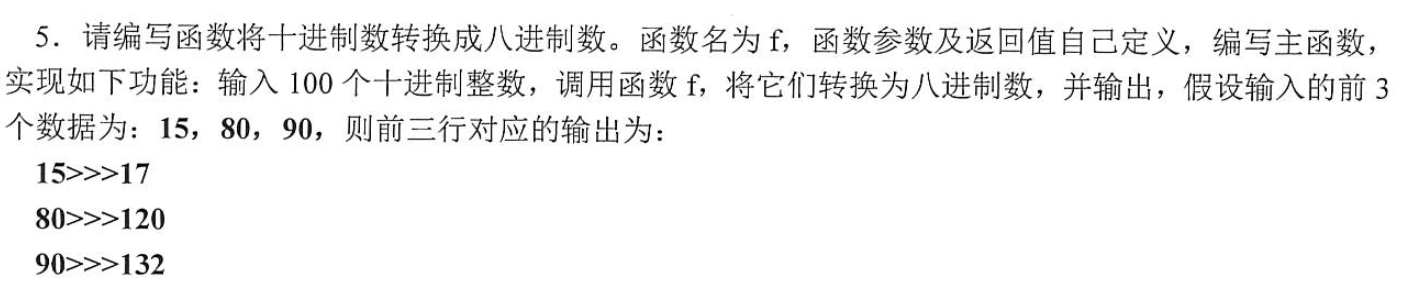 5. 请编写函数将十进制数转换成八进制数。函数名为 f，函数参数及返回值自己定义，编写主函数，
实现如下功能：输入 100 个十进制整数，调用函数 f，将它们转换为八进制数，并输出，假设输入的前 3
个数据为：15，80，90，则前三行对应的输出为：
15>>>17
80>>>120
90>>>132